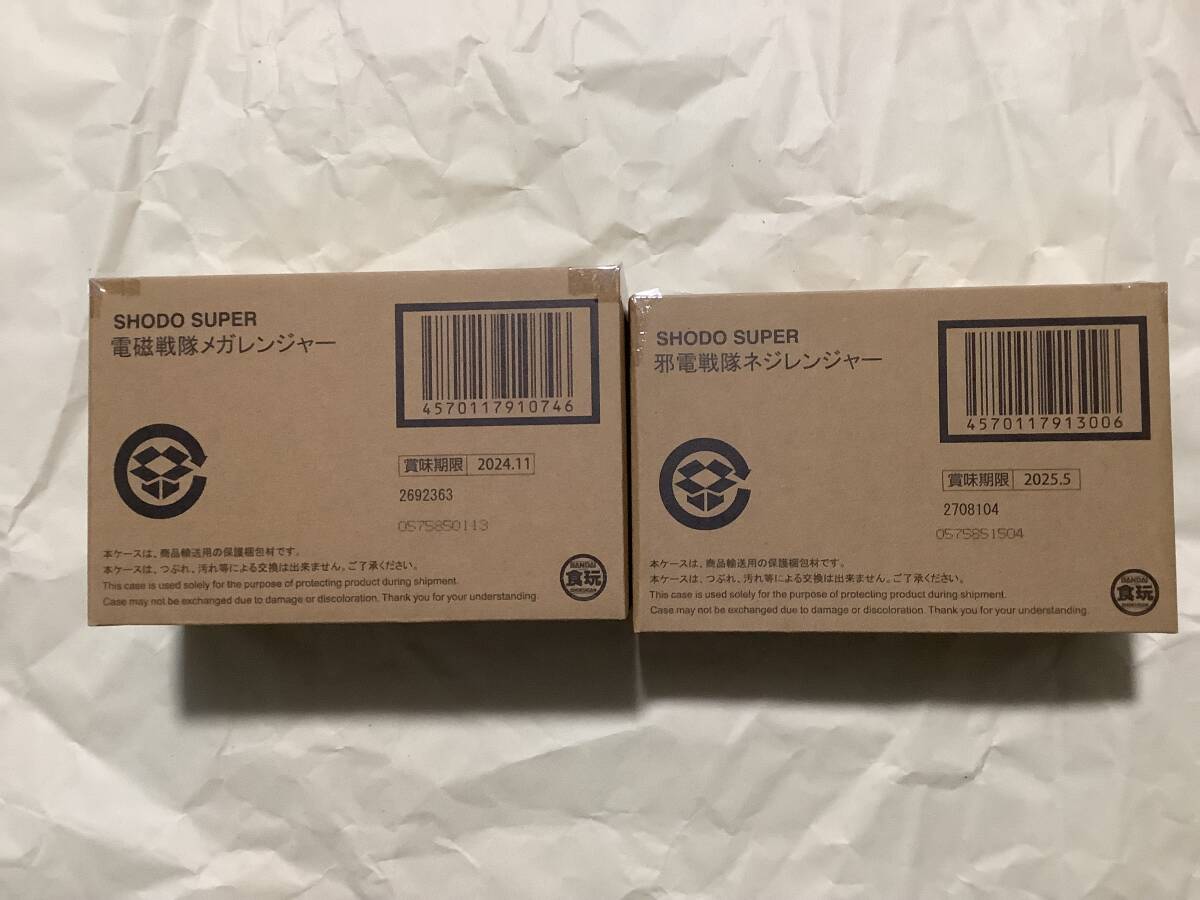 SHODO SUPER
電磁戦隊メガレンジャー
4570117910746
賞味期限 2024.11
2692363
0575850113
本ケースは、商品輸送用の保護梱包材です。
本ケースは、つぶれ、汚れ等による交換は出来ません。ご了承ください。
This case is used solely for the purpose of protecting product during shipment.
Case may not be exchanged due to damage or discoloration. Thank you for your understanding.
BANDAI
食玩
SHODO SUPER
邪電戦隊ネジレンジャー
4570117913006
賞味期限 2025.5
2708104
0575851504
本ケースは、商品輸送用の保護梱包材です。
本ケースは、つぶれ、汚れ等による交換は出来ません。ご了承ください。
This case is used solely for the purpose of protecting product during shipment.
Case may not be exchanged due to damage or discoloration. Thank you for your understanding.
BANDAI
食玩